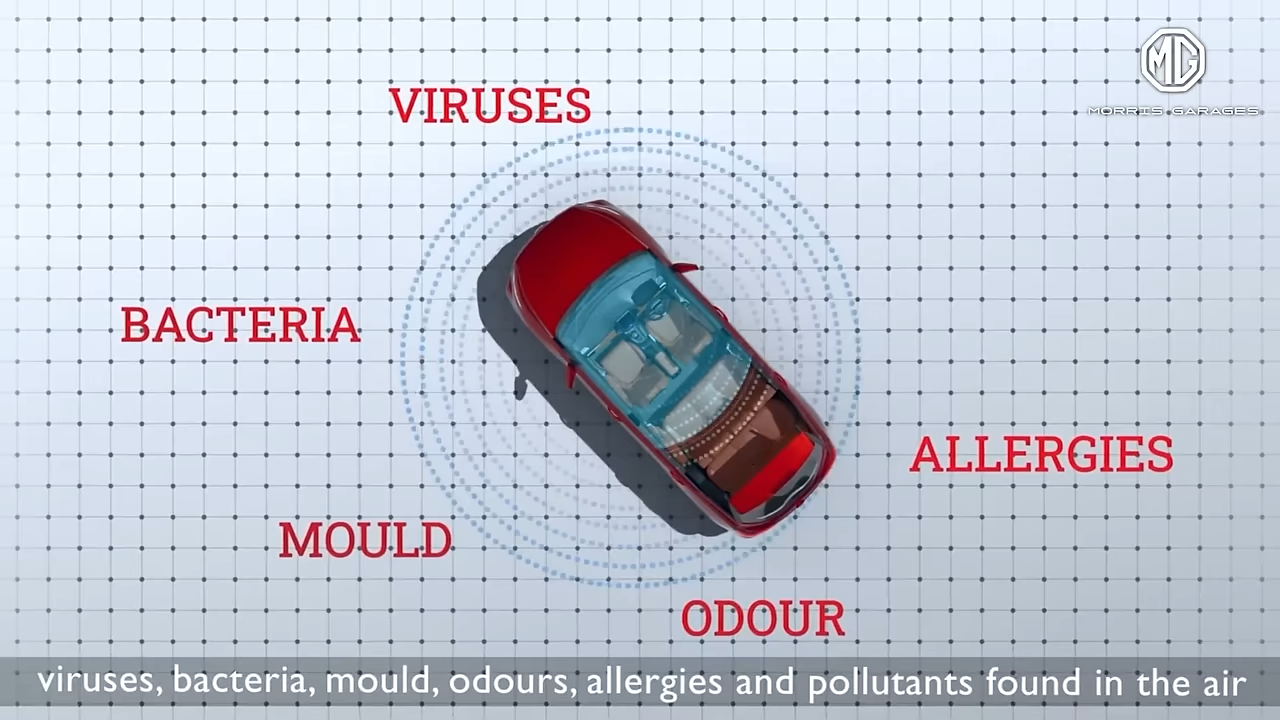 MG
MORRIS GARAGES
VIRUSES
BACTERIA
ALLERGIES
MOULD
ODOUR
viruses, bacteria, mould, odours, allergies and pollutants found in the air